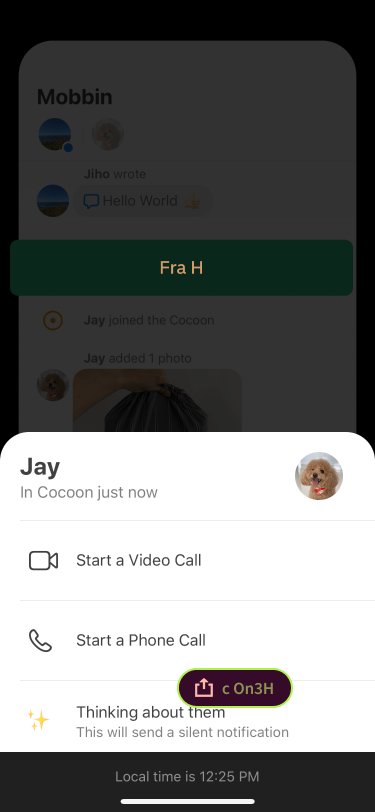 Mobbin
Jiho wrote
Hello World 👍🏻
Fra H
Jay joined the Cocoon
Jay added 1 photo
Jay
In Cocoon just now
Start a Video Call
Start a Phone Call
c On3H
Thinking about them
This will send a silent notification
Local time is 12:25 PM